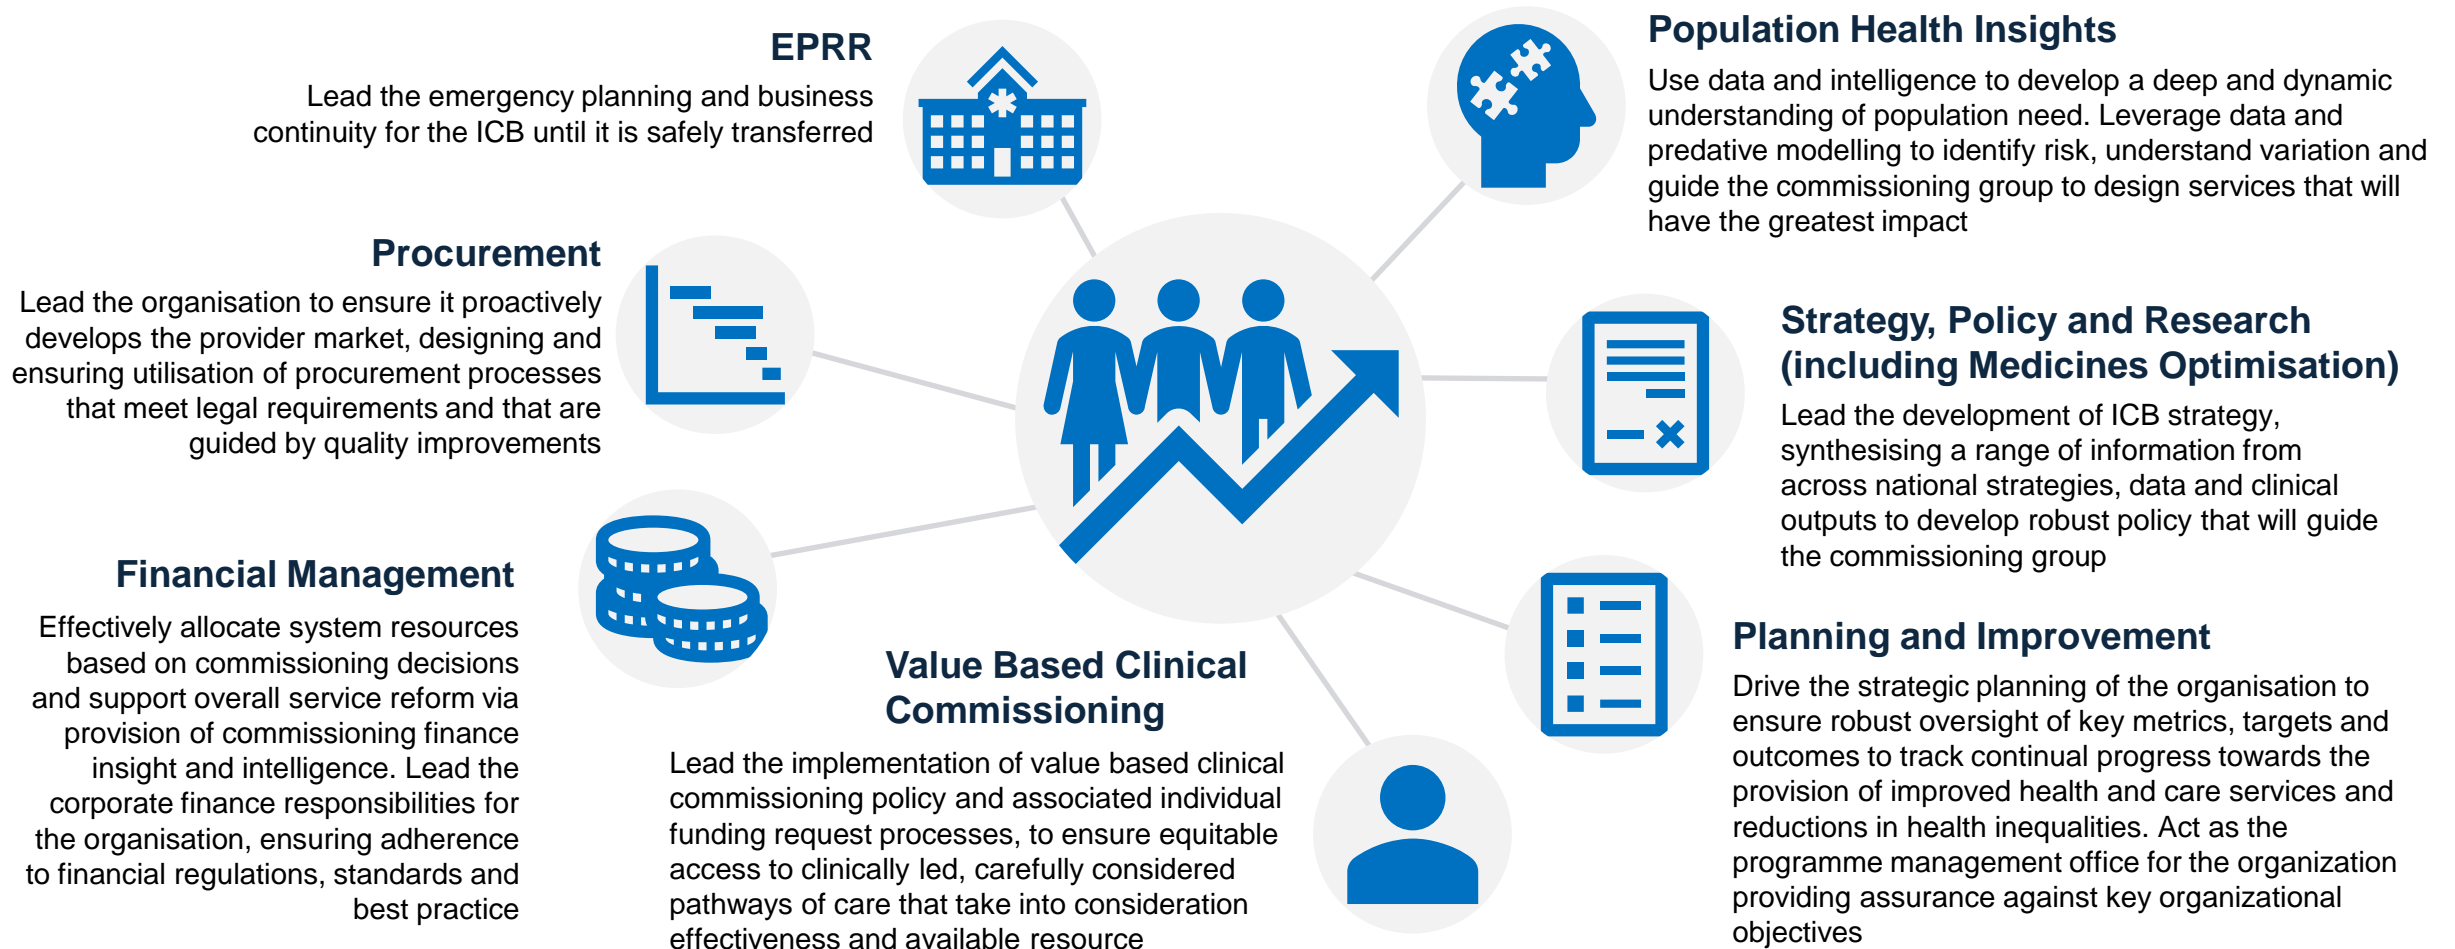 EPRR
Lead the emergency planning and business
continuity for the ICB until it is safely transferred
Procurement
Lead the organisation to ensure it proactively
develops the provider market, designing and
ensuring utilisation of procurement processes
that meet legal requirements and that are
guided by quality improvements
Financial Management
Effectively allocate system resources
based on commissioning decisions
and support overall service reform via
provision of commissioning finance
insight and intelligence. Lead the
corporate finance responsibilities for
the organisation, ensuring adherence
to financial regulations, standards and
best practice
Value Based Clinical
Commissioning
Lead the implementation of value based clinical
commissioning policy and associated individual
funding request processes, to ensure equitable
access to clinically led, carefully considered
pathways of care that take into consideration
effectiveness and available resource
Population Health Insights
Use data and intelligence to develop a deep and dynamic
understanding of population need. Leverage data and
predative modelling to identify risk, understand variation and
guide the commissioning group to design services that will
have the greatest impact
Strategy, Policy and Research
(including Medicines Optimisation)
Lead the development of ICB strategy,
synthesising a range of information from
across national strategies, data and clinical
outputs to develop robust policy that will guide
the commissioning group
Planning and Improvement
Drive the strategic planning of the organisation to
ensure robust oversight of key metrics, targets and
outcomes to track continual progress towards the
provision of improved health and care services and
reductions in health inequalities. Act as the
programme management office for the organization
providing assurance against key organizational
objectives